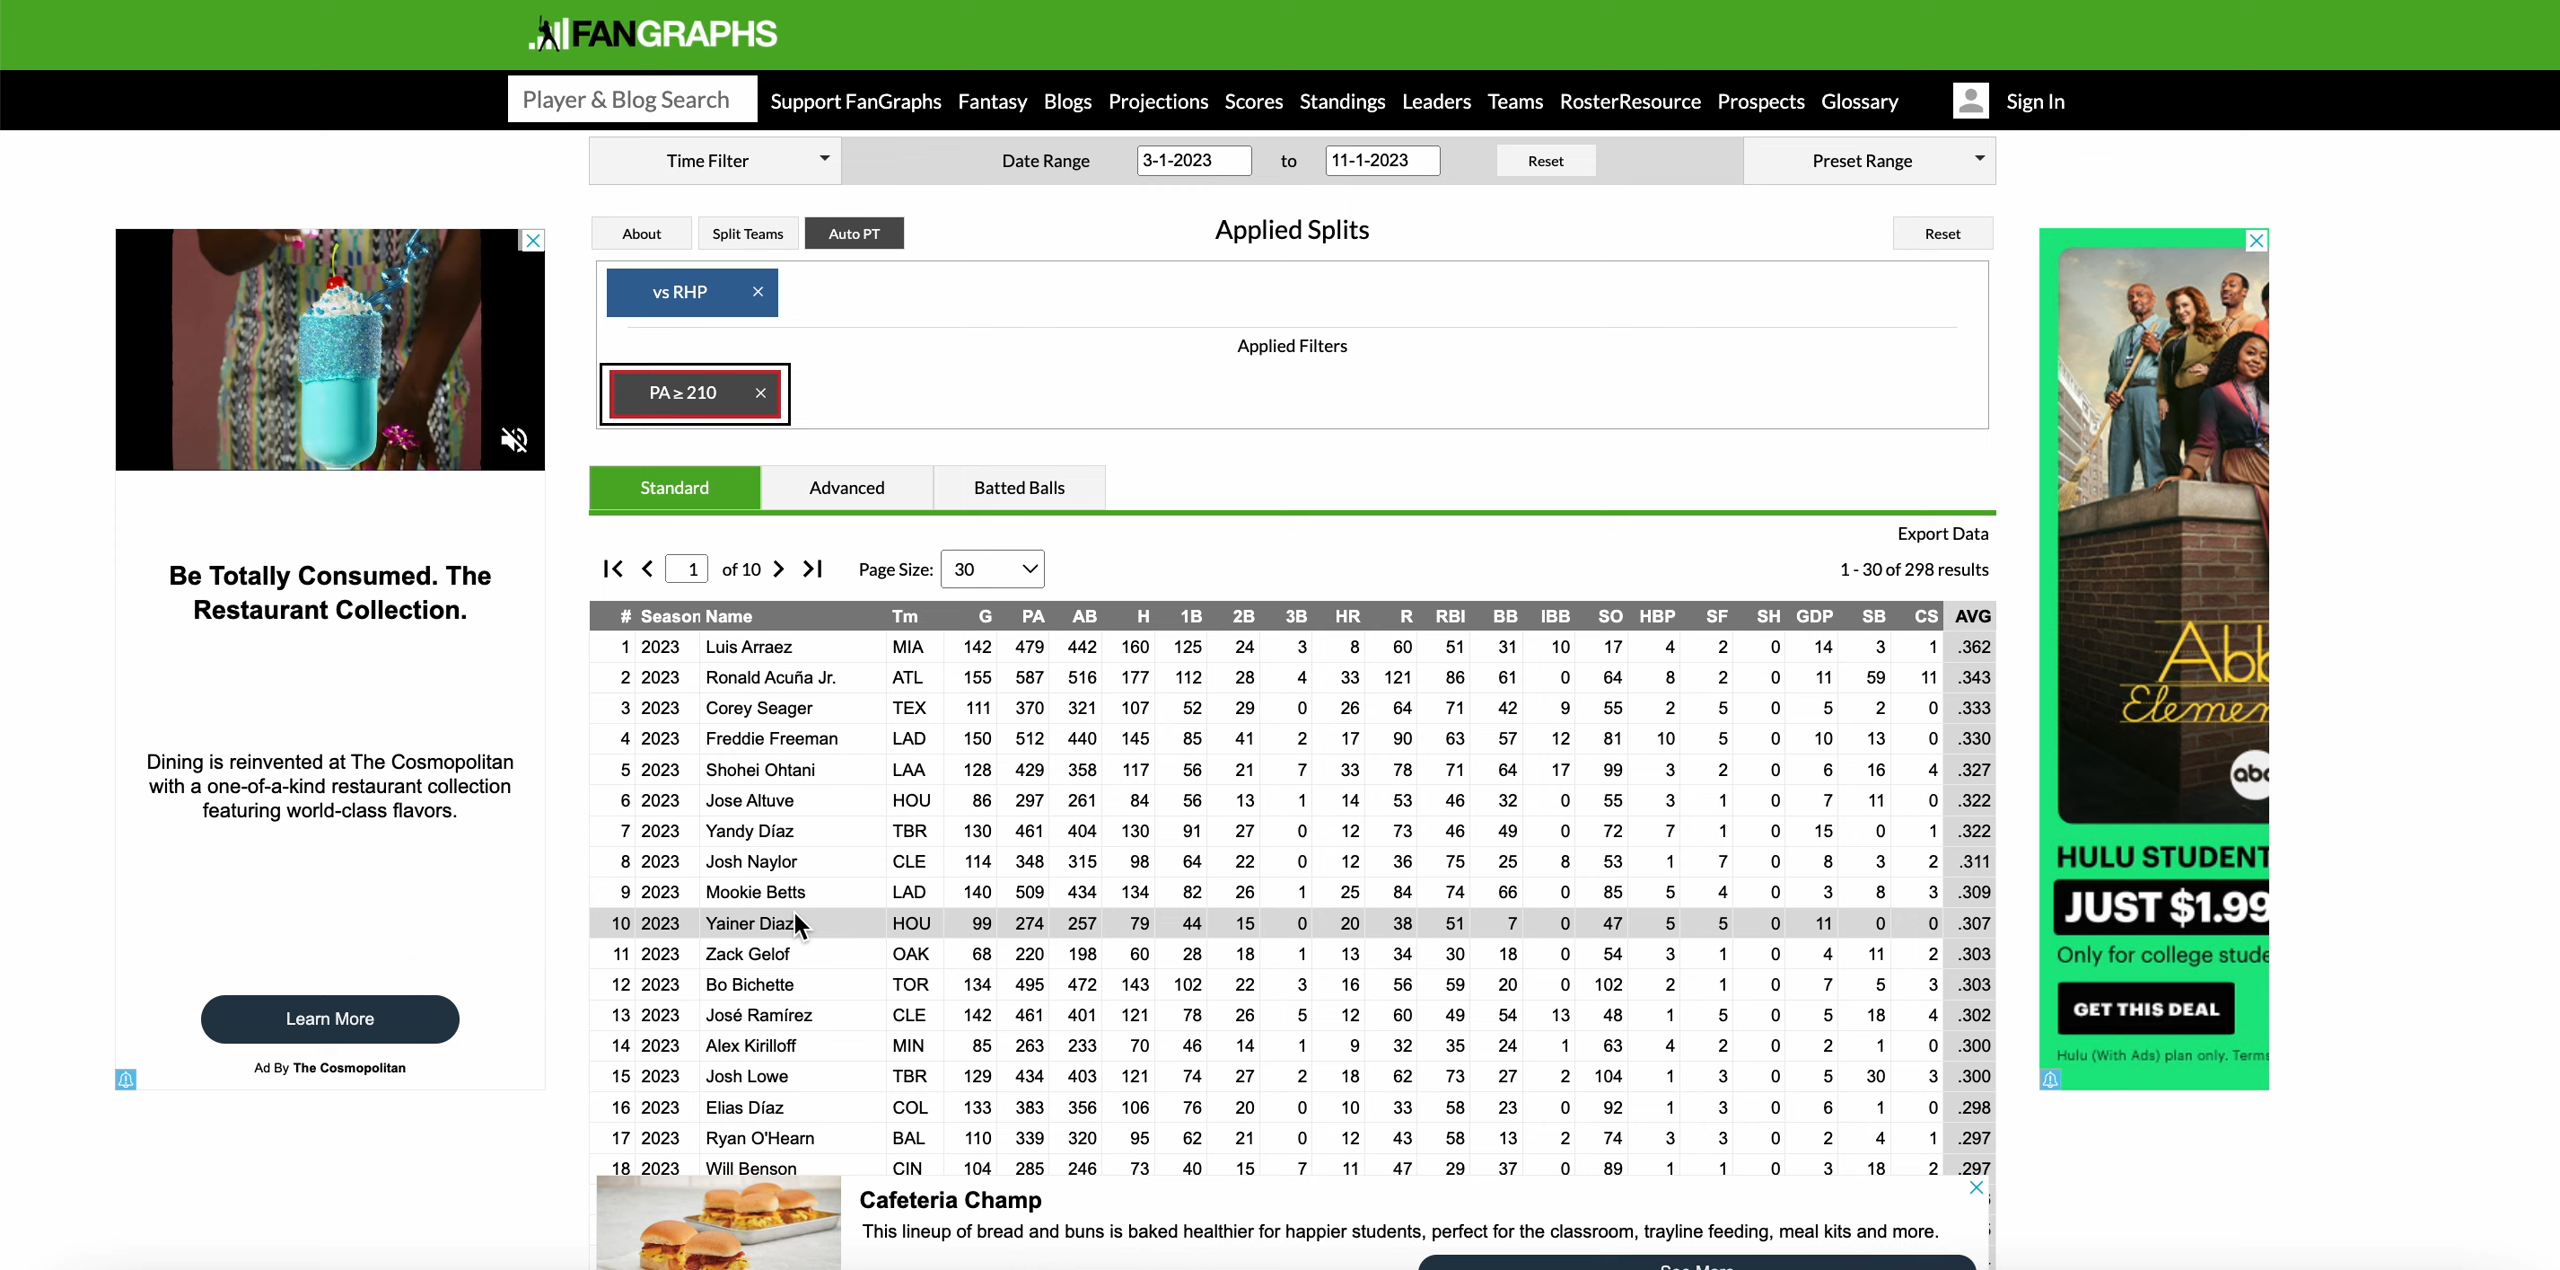 FANGRAPHS
Player & Blog Search Support FanGraphs Fantasy Blogs Projections Scores Standings Leaders Teams RosterResource Prospects Glossary Sign In
Time Filter Date Range 3-1-2023 to 11-1-2023 Reset Preset Range
About Split Teams Auto PT Applied Splits Reset
vs RHP ×
Applied Filters
PA ≥ 210 ×
Standard Advanced Batted Balls
Export Data
1 of 10 Page Size: 30 1 - 30 of 298 results
# Season Name Tm G PA AB H 1B 2B 3B HR R RBI BB IBB SO HBP SF SH GDP SB CS AVG
1 2023 Luis Arraez MIA 142 479 442 160 125 24 3 8 60 51 31 10 17 4 2 0 14 3 1 .362
2 2023 Ronald Acuña Jr. ATL 155 587 516 177 112 28 4 33 121 86 61 0 64 8 2 0 11 59 11 .343
3 2023 Corey Seager TEX 111 370 321 107 52 29 0 26 64 71 42 9 55 2 5 0 5 2 0 .333
4 2023 Freddie Freeman LAD 150 512 440 145 85 41 2 17 90 63 57 12 81 10 5 0 10 13 0 .330
5 2023 Shohei Ohtani LAA 128 429 358 117 56 21 7 33 78 71 64 17 99 3 2 0 6 16 4 .327
6 2023 Jose Altuve HOU 86 297 261 84 56 13 1 14 53 46 32 0 55 3 1 0 7 11 0 .322
7 2023 Yandy Díaz TBR 130 461 404 130 91 27 0 12 73 46 49 0 72 7 1 0 15 0 1 .322
8 2023 Josh Naylor CLE 114 348 315 98 64 22 0 12 36 75 25 8 53 1 7 0 8 3 2 .311
9 2023 Mookie Betts LAD 140 509 434 134 82 26 1 25 84 74 66 0 85 5 4 0 3 8 3 .309
10 2023 Yainer Diaz HOU 99 274 257 79 44 15 0 20 38 51 7 0 47 5 5 0 11 0 0 .307
11 2023 Zack Gelof OAK 68 220 198 60 28 18 1 13 34 30 18 0 54 3 1 0 4 11 2 .303
12 2023 Bo Bichette TOR 134 495 472 143 102 22 3 16 56 59 20 0 102 2 1 0 7 5 3 .303
13 2023 José Ramírez CLE 142 461 401 121 78 26 5 12 60 49 54 13 48 1 5 0 5 18 4 .302
14 2023 Alex Kirilloff MIN 85 263 233 70 46 14 1 9 32 35 24 1 63 4 2 0 2 1 0 .300
15 2023 Josh Lowe TBR 129 434 403 121 74 27 2 18 62 73 27 2 104 1 3 0 5 30 3 .300
16 2023 Elias Díaz COL 133 383 356 106 76 20 0 10 33 58 23 0 92 1 3 0 6 1 0 .298
17 2023 Ryan O'Hearn BAL 110 339 320 95 62 21 0 12 43 58 13 2 74 3 3 0 2 4 1 .297
18 2023 Will Benson CIN 104 285 246 73 40 15 7 11 47 29 37 0 89 1 1 0 3 18 2 .297
Cafeteria Champ
This lineup of bread and buns is baked healthier for happier students, perfect for the classroom, trayline feeding, meal kits and more.
Be Totally Consumed. The
Restaurant Collection.
Dining is reinvented at The Cosmopolitan
with a one-of-a-kind restaurant collection
featuring world-class flavors.
Learn More
Ad By The Cosmopolitan
Abb
Elemen
abc
HULU STUDENT
JUST $1.99
Only for college stude
GET THIS DEAL
Hulu (With Ads) plan only. Terms